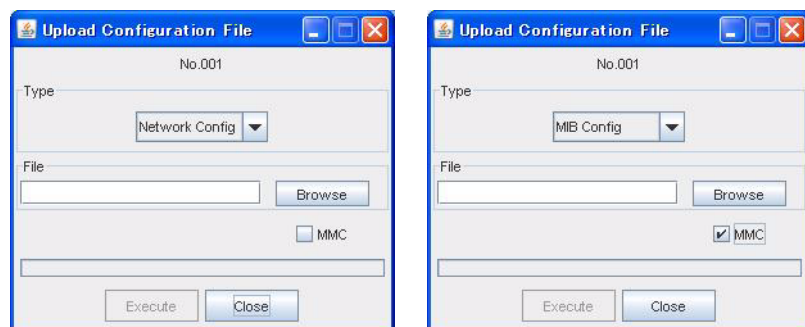 Upload Configuration File
No.001
Type
Network Config
File
Browse
MMC
Execute
Close
Upload Configuration File
No.001
Type
MIB Config
File
Browse
MMC
Execute
Close